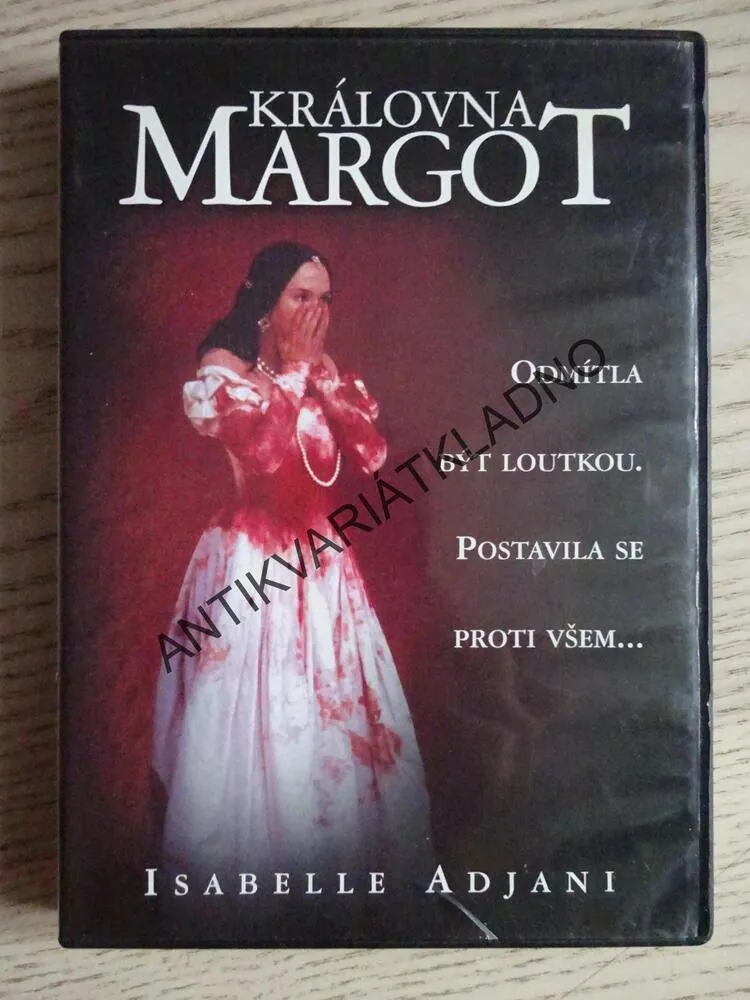 KRÁLOVNA
MARGOT
ODMÍTLA
BÝT LOUTKOU.
POSTAVILA SE
PROTI VŠEM...
ANTIKVARIÁTKLADNO
ISABELLE ADJANI